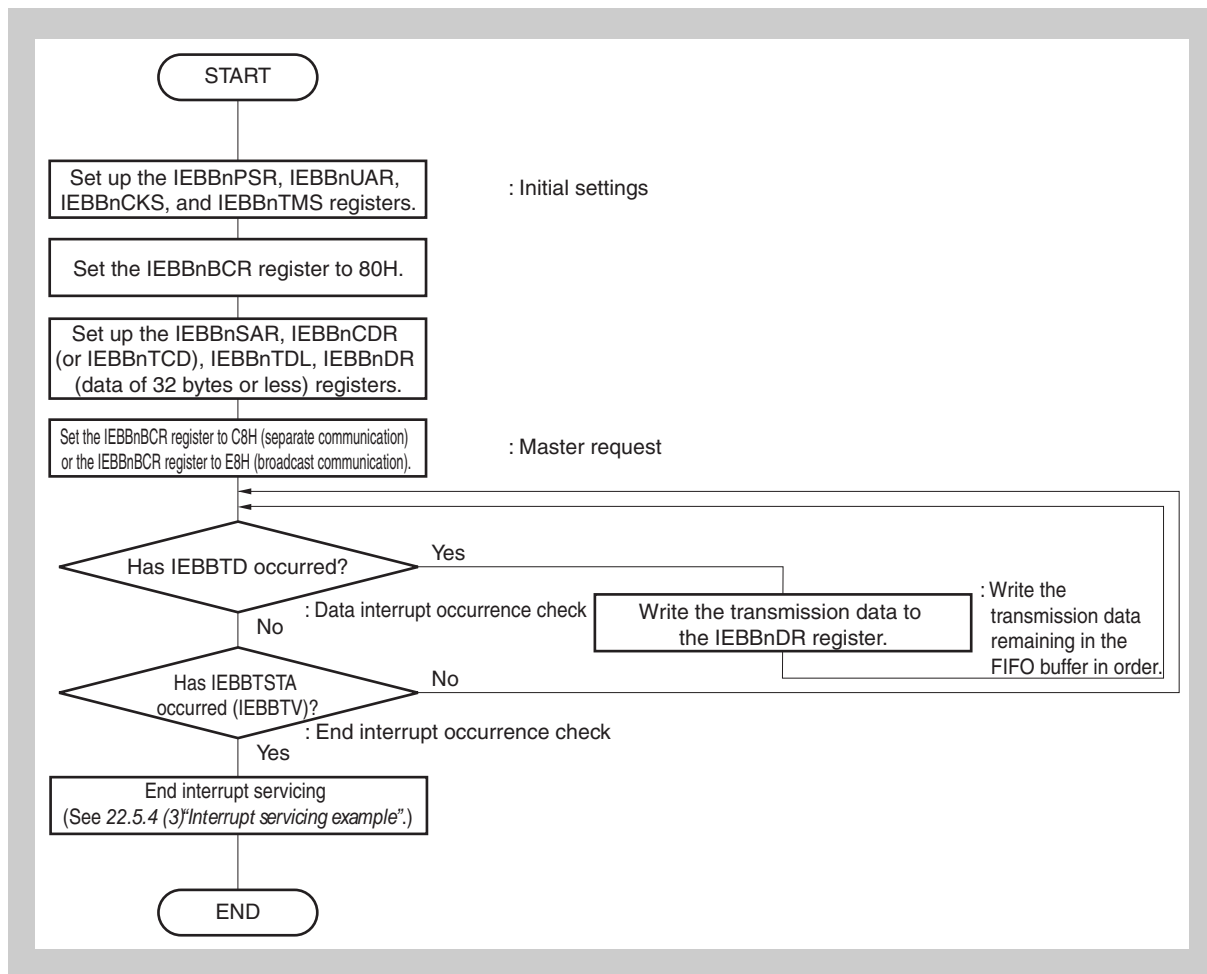 START
Set up the IEBBnPSR, IEBBnUAR,
IEBBnCKS, and IEBBnTMS registers.
: Initial settings
Set the IEBBnBCR register to 80H.
Set up the IEBBnSAR, IEBBnCDR
(or IEBBnTCD), IEBBnTDL, IEBBnDR
(data of 32 bytes or less) registers.
Set the IEBBnBCR register to C8H (separate communication)
or the IEBBnBCR register to E8H (broadcast communication).
: Master request
Has IEBBTD occurred?
Yes
: Data interrupt occurrence check
No
Write the transmission data to
the IEBBnDR register.
: Write the
transmission data
remaining in the
FIFO buffer in order.
Has IEBBTSTA
occurred (IEBBTV)?
No
: End interrupt occurrence check
Yes
End interrupt servicing
(See 22.5.4 (3)“Interrupt servicing example”.)
END